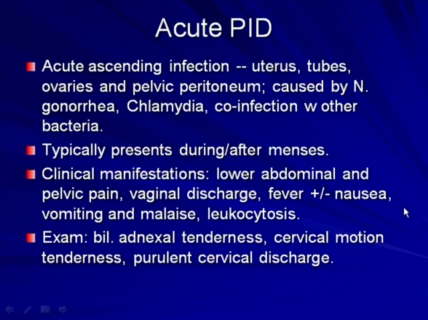 Acute PID
Acute ascending infection -- uterus, tubes,
ovaries and pelvic peritoneum; caused by N.
gonorrhea, Chlamydia, co-infection w other
bacteria.
Typically presents during/after menses.
Clinical manifestations: lower abdominal and
pelvic pain, vaginal discharge, fever +/- nausea,
vomiting and malaise, leukocytosis.
Exam: bil. adnexal tenderness, cervical motion
tenderness, purulent cervical discharge.